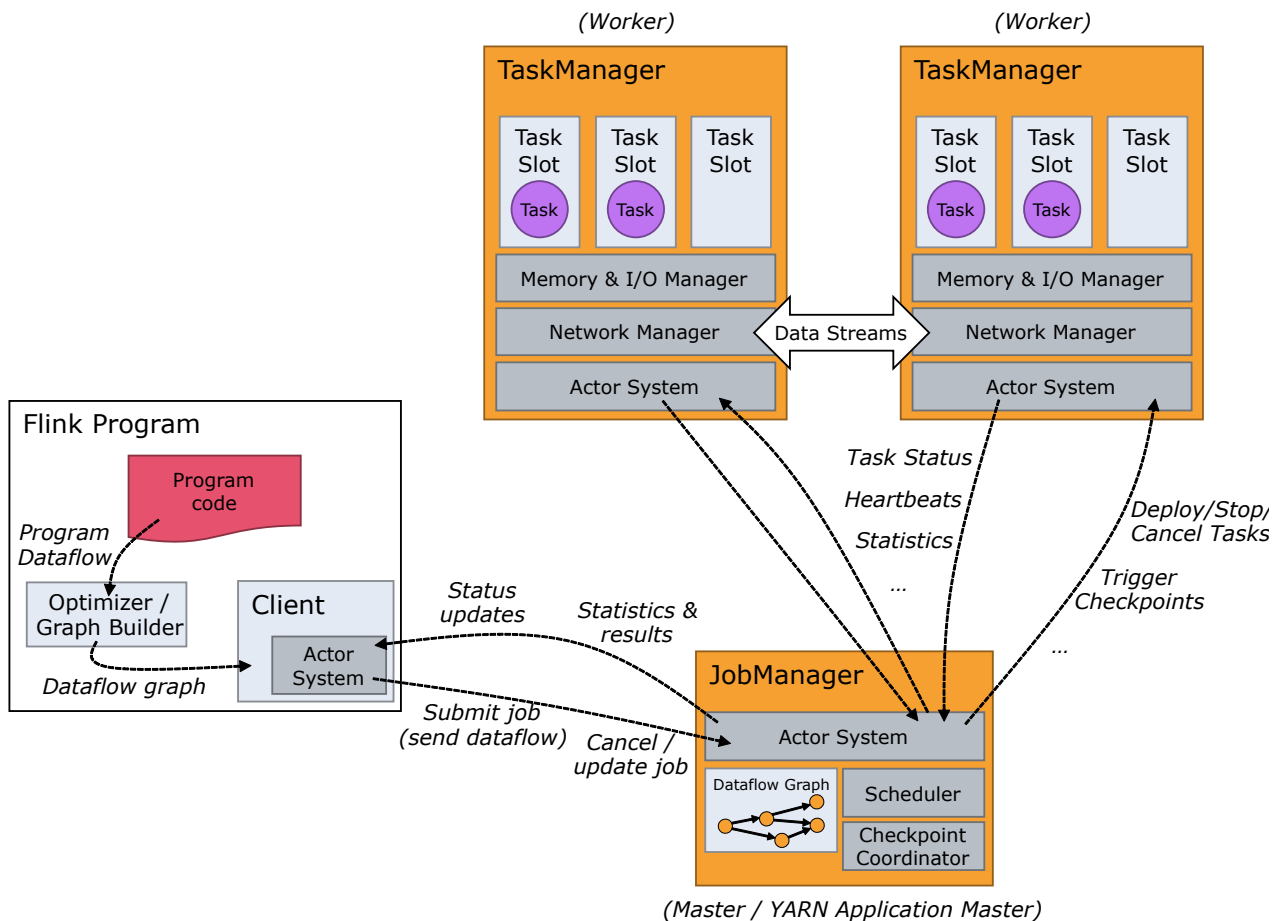 (Worker)
TaskManager
Task
Slot
Task
Task
Slot
Task
Task
Slot
Memory & I/O Manager
Network Manager
Actor System
(Worker)
TaskManager
Task
Slot
Task
Task
Slot
Task
Task
Slot
Memory & I/O Manager
Network Manager
Actor System
Data Streams
Flink Program
Program
code
Program
Dataflow
Optimizer /
Graph Builder
Dataflow graph
Client
Actor
System
Status
updates
Statistics &
results
Submit job
(send dataflow)
Cancel /
update job
Task Status
Heartbeats
Statistics
...
Deploy/Stop/
Cancel Tasks
Trigger
Checkpoints
...
JobManager
Actor System
Dataflow Graph
Scheduler
Checkpoint
Coordinator
(Master / YARN Application Master)